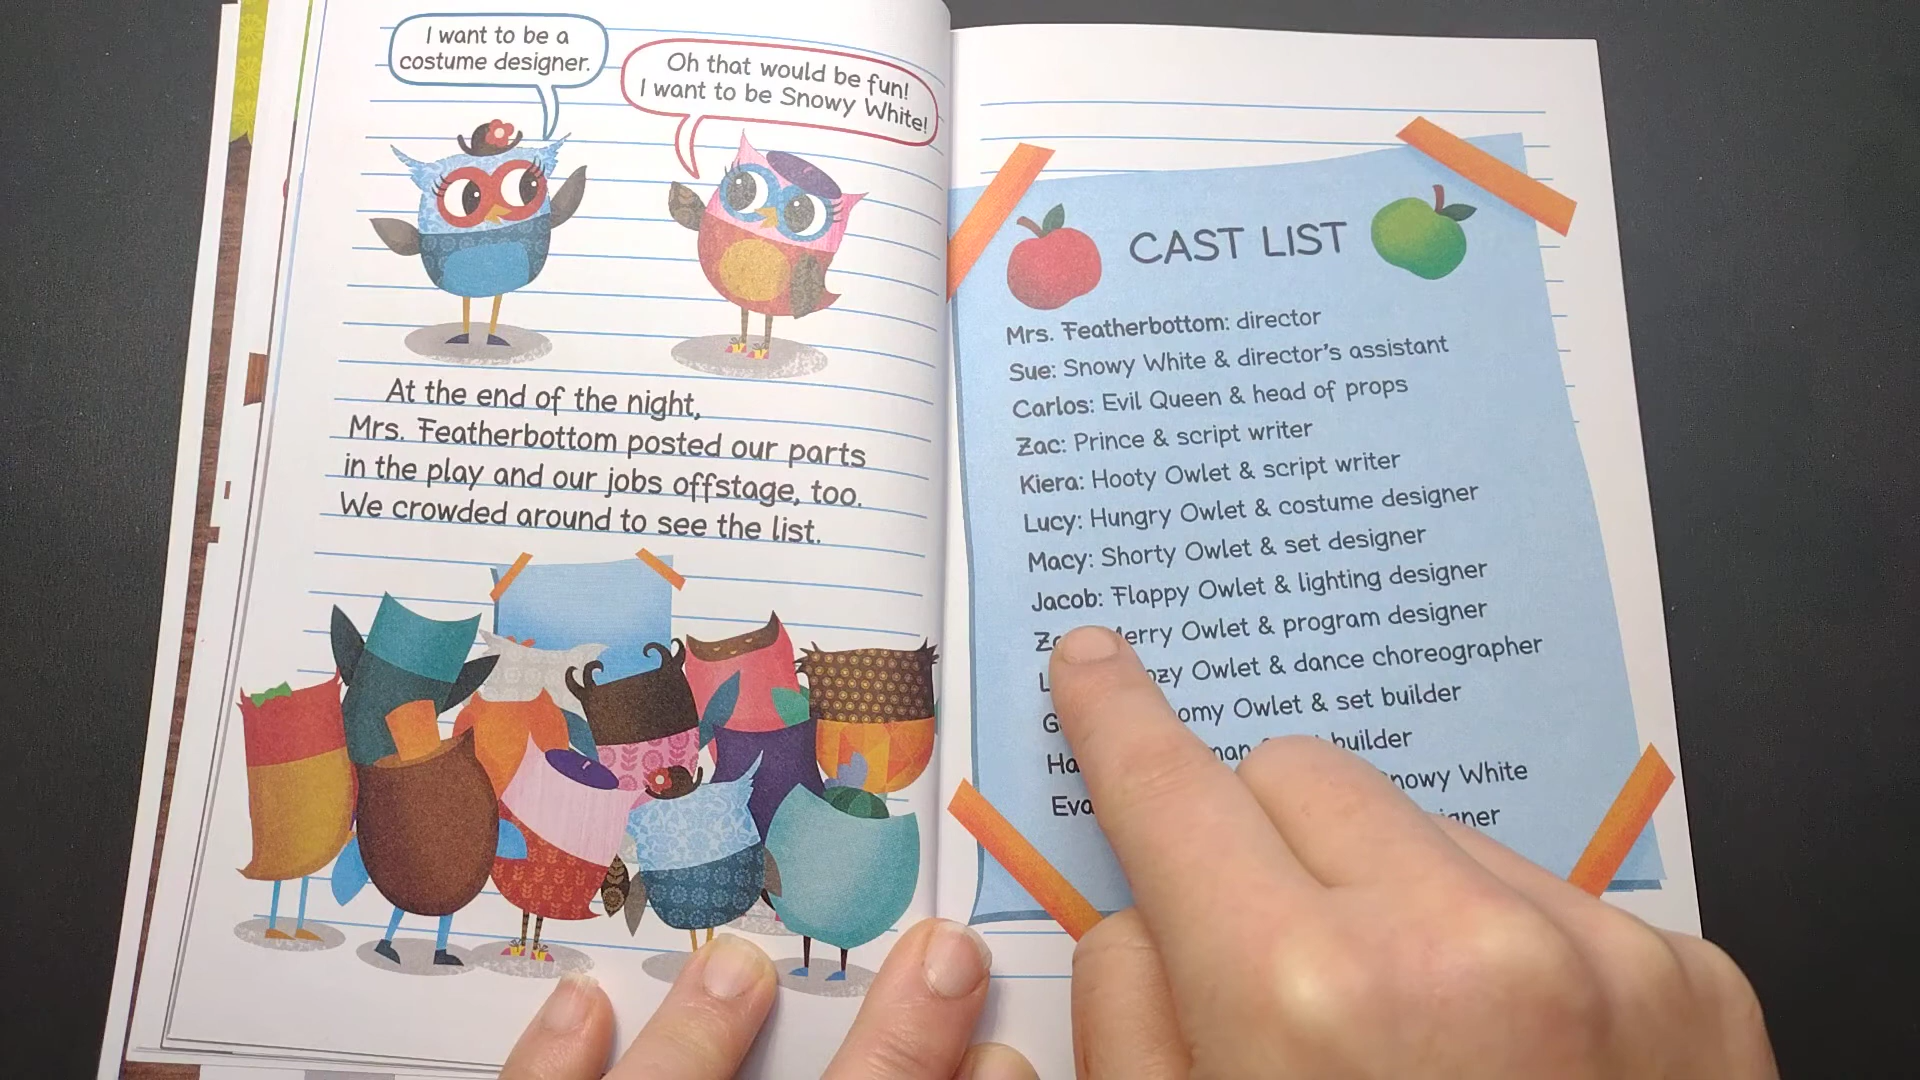 I want to be a
costume designer.
Oh that would be fun!
I want to be Snowy White!
At the end of the night,
Mrs. Featherbottom posted our parts
in the play and our jobs offstage, too.
We crowded around to see the list.
CAST LIST
Mrs. Featherbottom: director
Sue: Snowy White & director's assistant
Carlos: Evil Queen & head of props
Zac: Prince & script writer
Kiera: Hooty Owlet & script writer
Lucy: Hungry Owlet & costume designer
Macy: Shorty Owlet & set designer
Jacob: Flappy Owlet & lighting designer
Merry Owlet & program designer
Owlet & dance choreographer
Owlet & set builder
builder
Snowy White